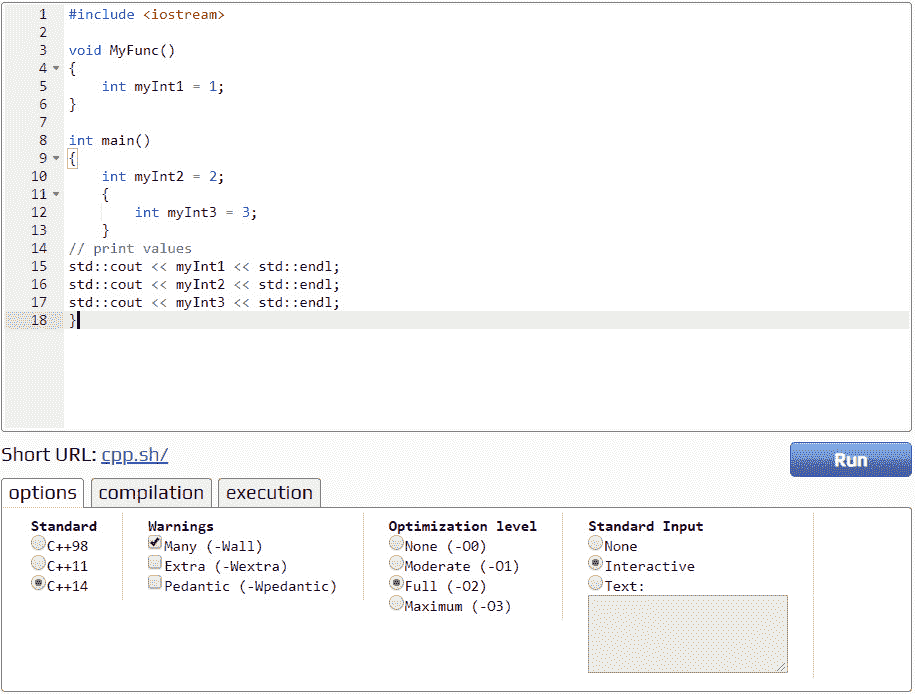 1 #include <iostream>
2
3 void MyFunc()
4 {
5     int myInt1 = 1;
6 }
7
8 int main()
9 {
10     int myInt2 = 2;
11     {
12         int myInt3 = 3;
13     }
14 // print values
15 std::cout << myInt1 << std::endl;
16 std::cout << myInt2 << std::endl;
17 std::cout << myInt3 << std::endl;
18 }
Short URL: cpp.sh/
Run
options compilation execution
Standard Warnings Optimization level Standard Input
C++98 Many (-Wall) None (-O0) None
C++11 Extra (-Wextra) Moderate (-O1) Interactive
C++14 Pedantic (-Wpedantic) Full (-O2) Text:
Maximum (-O3)